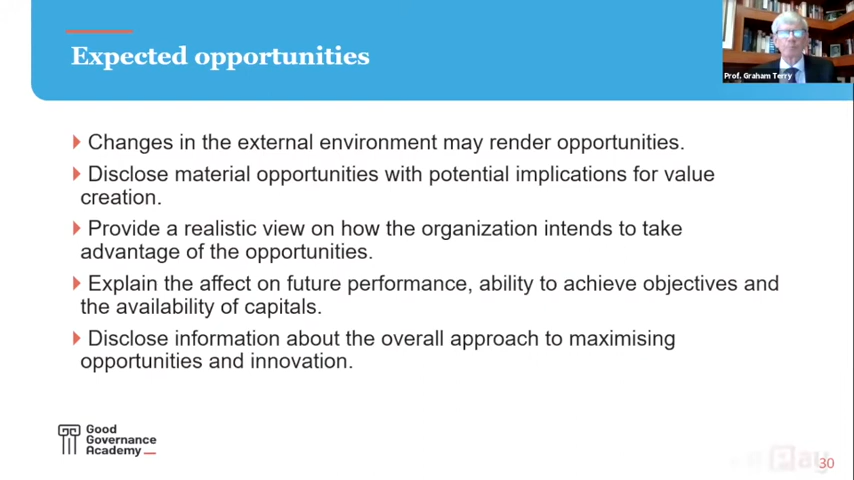 Expected opportunities
Prof. Graham Terry
Changes in the external environment may render opportunities.
Disclose material opportunities with potential implications for value
creation.
Provide a realistic view on how the organization intends to take
advantage of the opportunities.
Explain the affect on future performance, ability to achieve objectives and
the availability of capitals.
Disclose information about the overall approach to maximising
opportunities and innovation.
Good
Governance
Academy
30